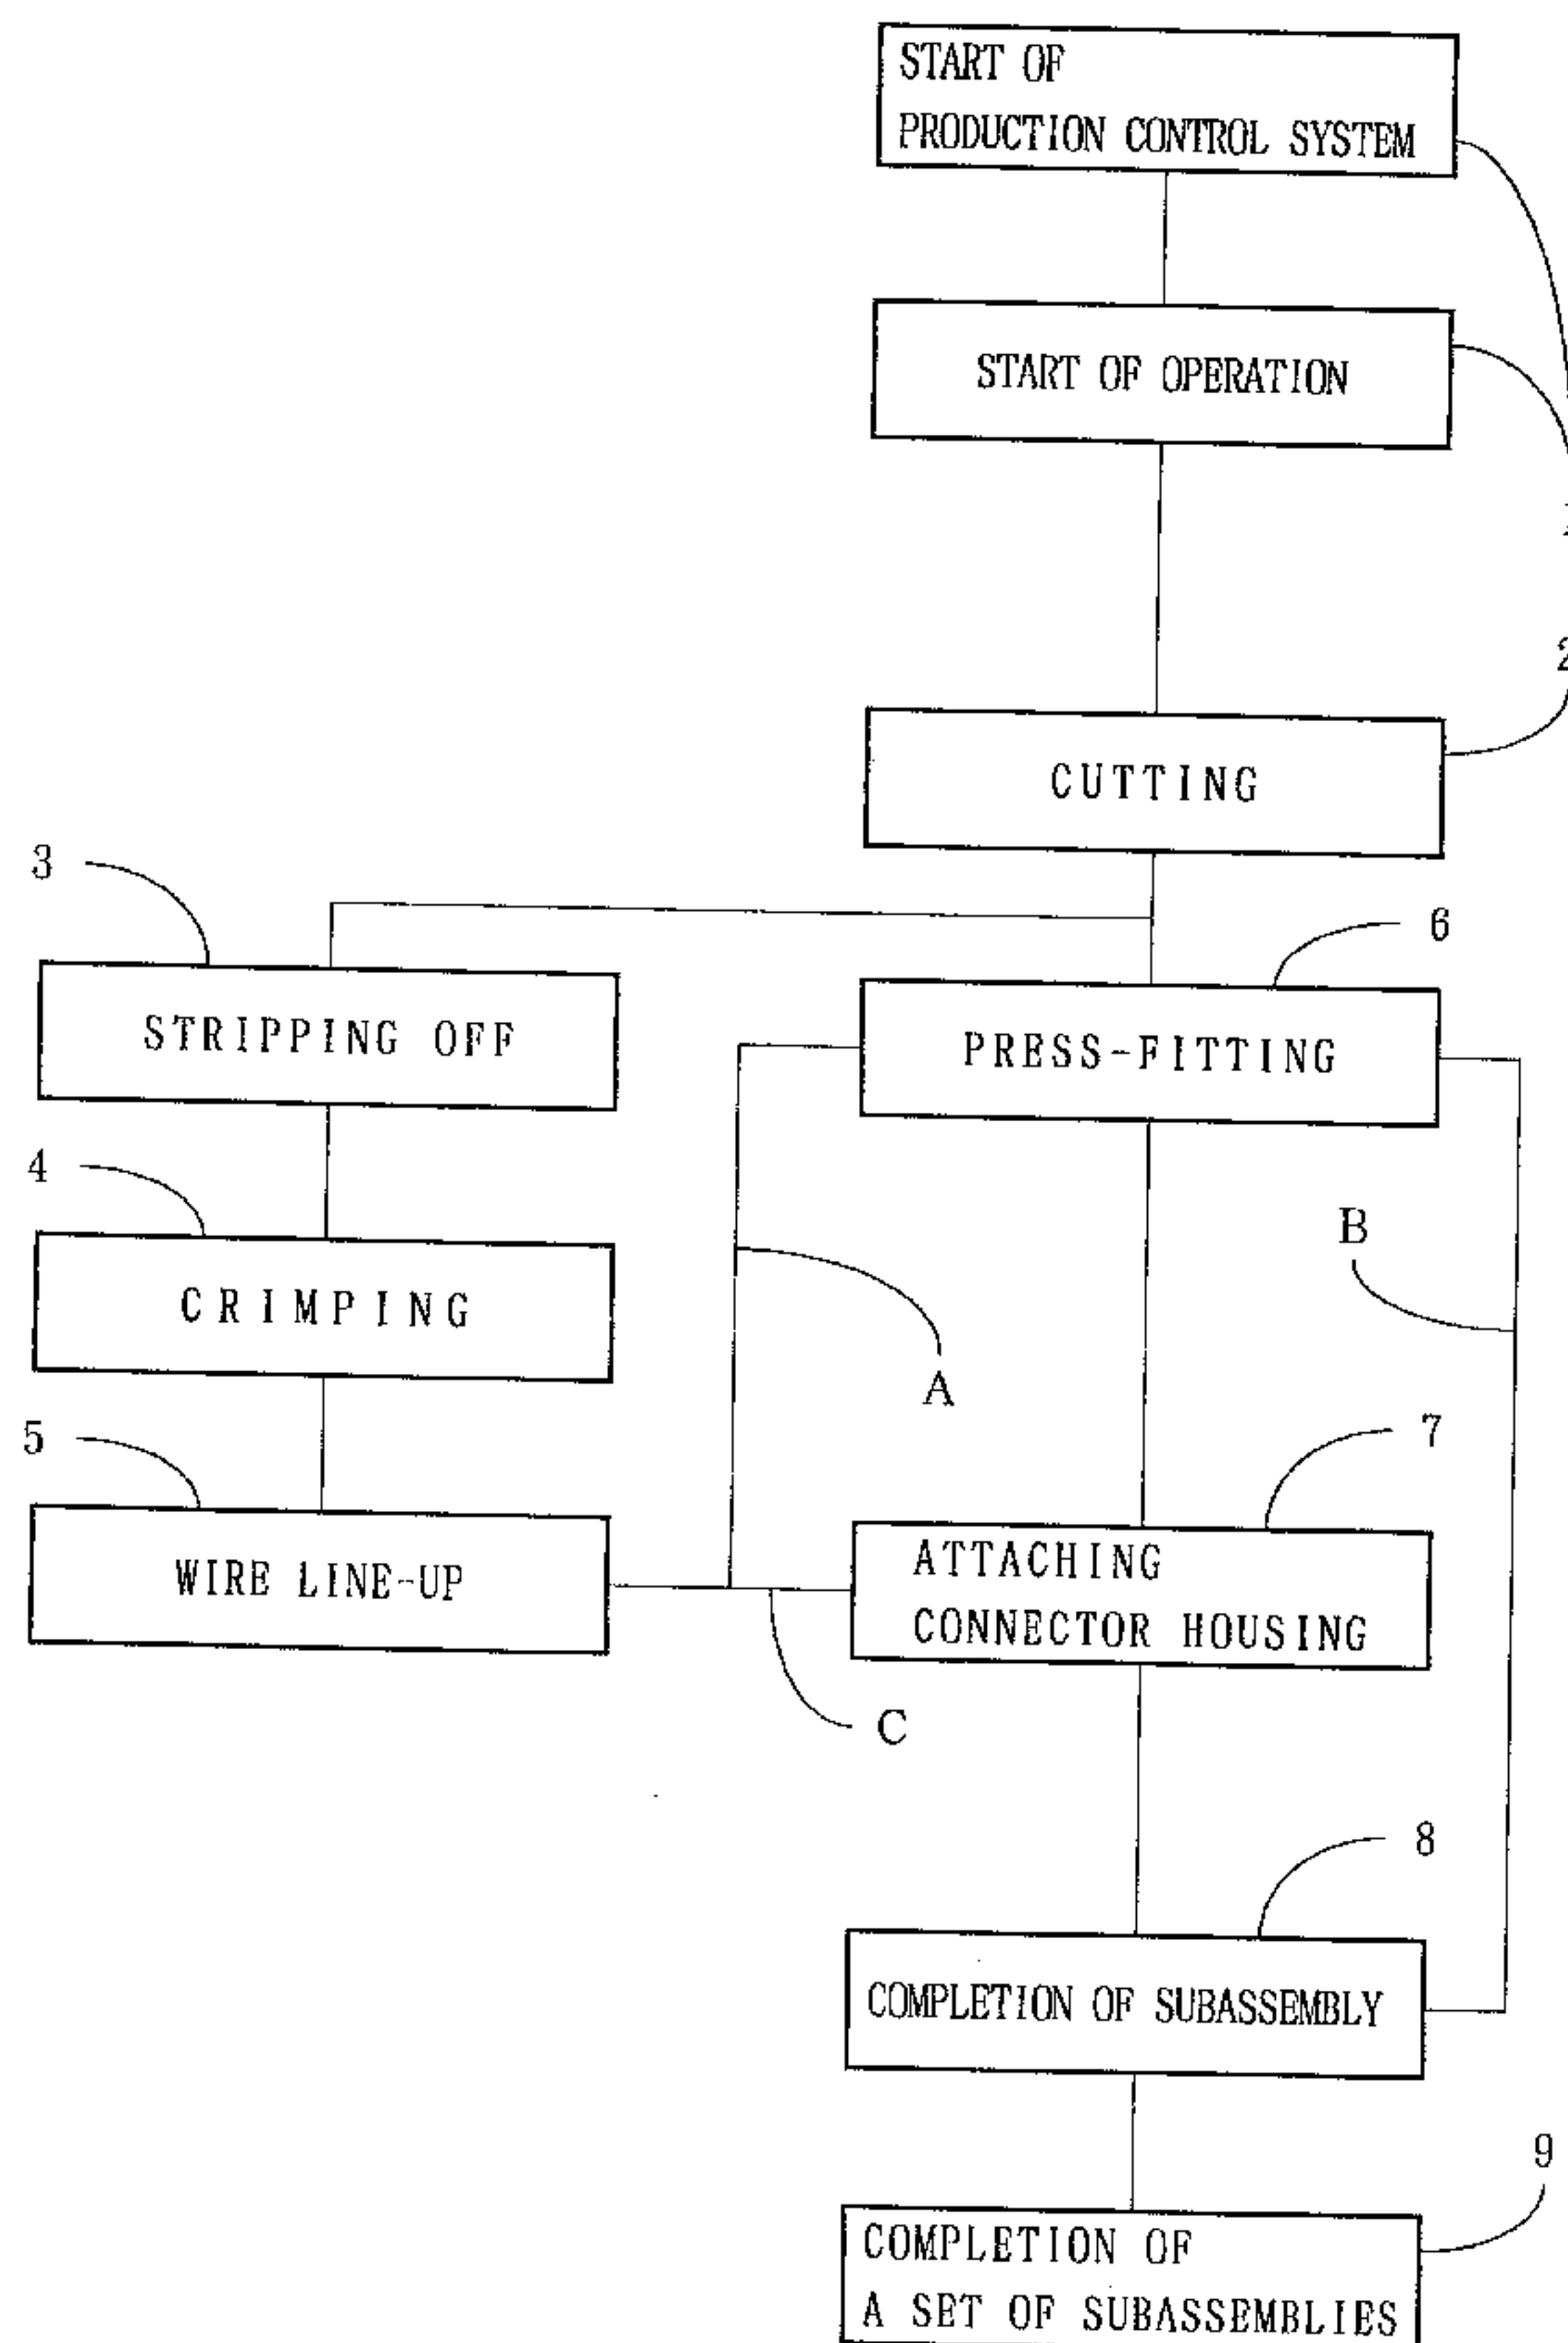 START OF
PRODUCTION CONTROL SYSTEM
START OF OPERATION
2
CUTTING
3
6
STRIPPING OFF
PRESS-FITTING
4
B
CRIMPING
A
5
7
WIRE LINE-UP
ATTACHING
CONNECTOR HOUSING
C
8
COMPLETION OF SUBASSEMBLY
9
COMPLETION OF
A SET OF SUBASSEMBLIES